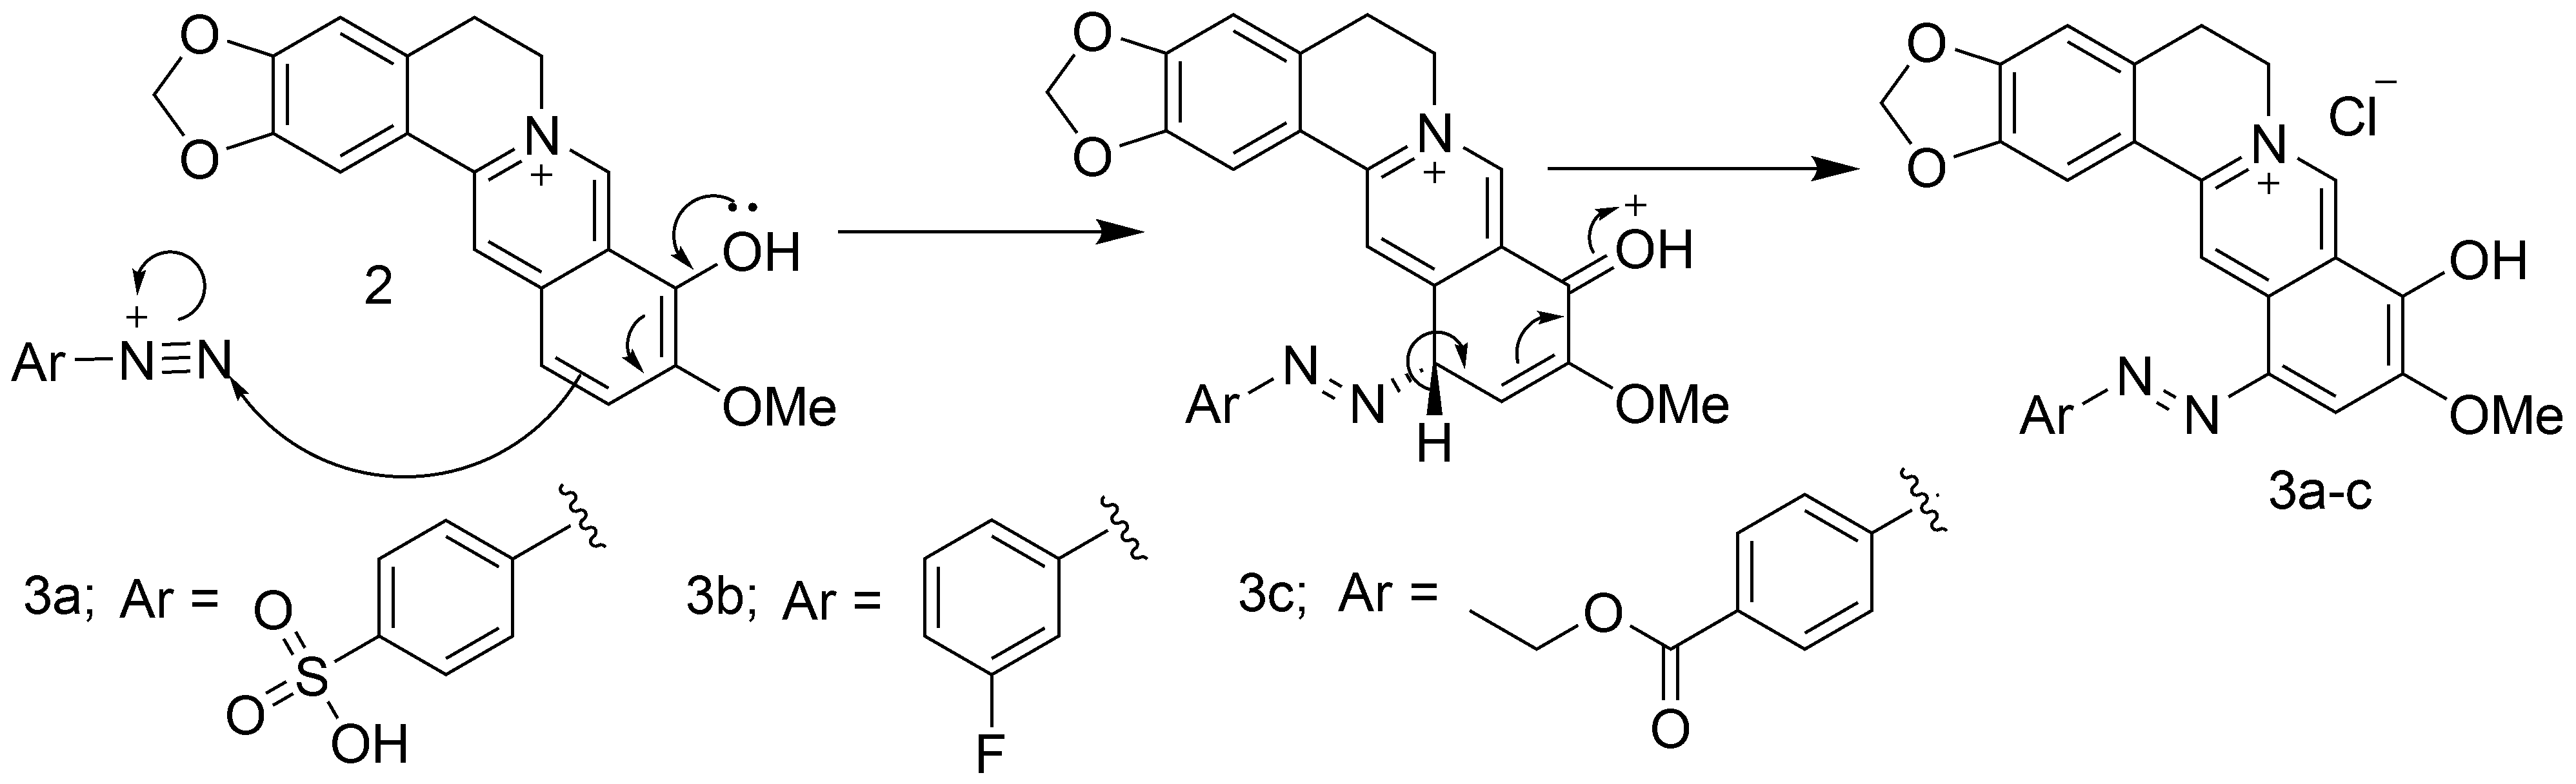 O
O
N
+
OH
OMe
2
+
Ar N N
O
O
N
+
+
OH
OMe
N
N
Ar
H
O
O
N
+
Cl −
OH
OMe
N
N
Ar
3a-c
3a; Ar =
O
S
O
OH
3b; Ar =
F
3c; Ar =
O
O